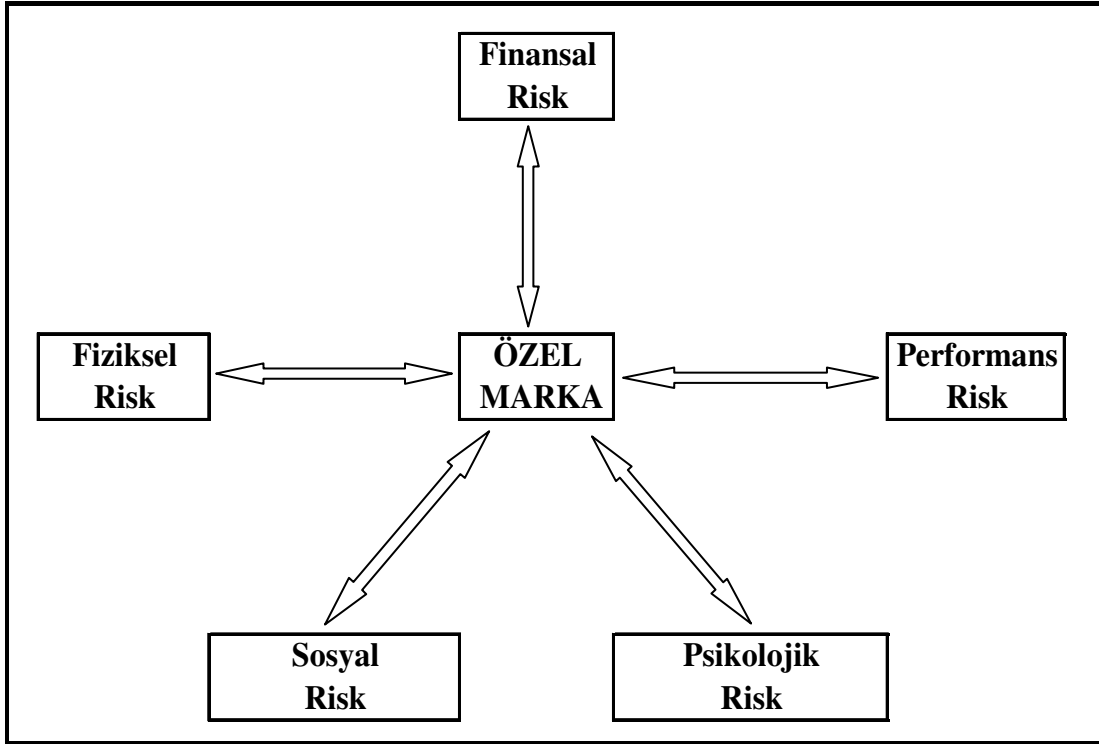 Finansal
Risk
Fiziksel
Risk
ÖZEL
MARKA
Performans
Risk
Sosyal
Risk
Psikolojik
Risk